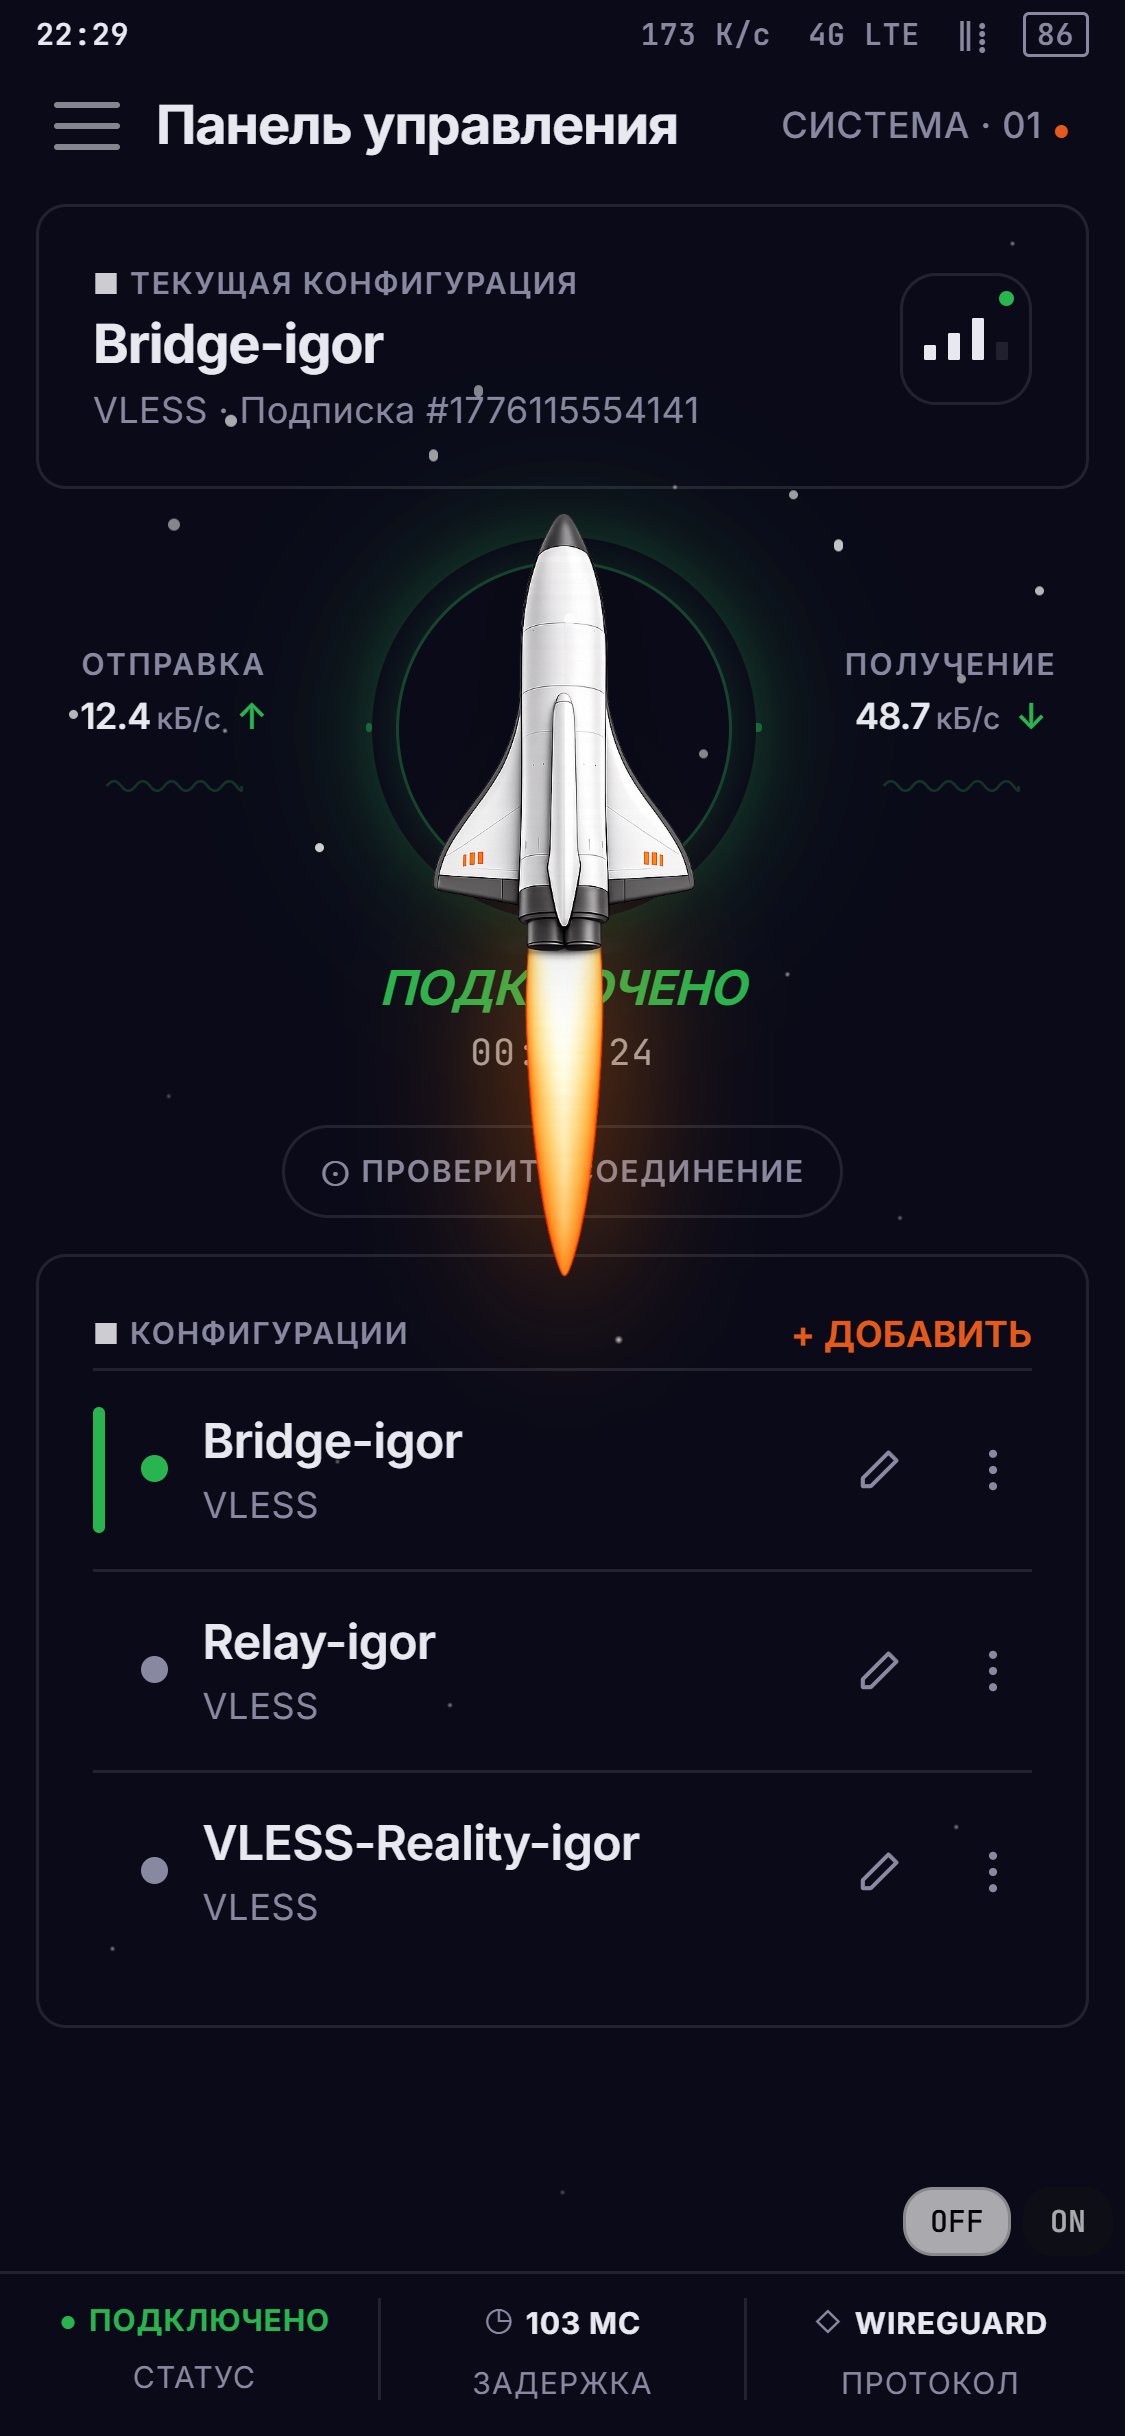 22:29 173 K/c 4G LTE 86
Панель управления СИСТЕМА · 01
ТЕКУЩАЯ КОНФИГУРАЦИЯ
Bridge-igor
VLESS · Подписка #1776115554141
ОТПРАВКА
12.4 кБ/с ↑
ПОЛУЧЕНИЕ
48.7 кБ/с ↓
КОНФИГУРАЦИИ + ДОБАВИТЬ
Bridge-igor
VLESS
Relay-igor
VLESS
VLESS-Reality-igor
VLESS
OFF ON
ПОДКЛЮЧЕНО
СТАТУС
103 МС
ЗАДЕРЖКА
WIREGUARD
ПРОТОКОЛ